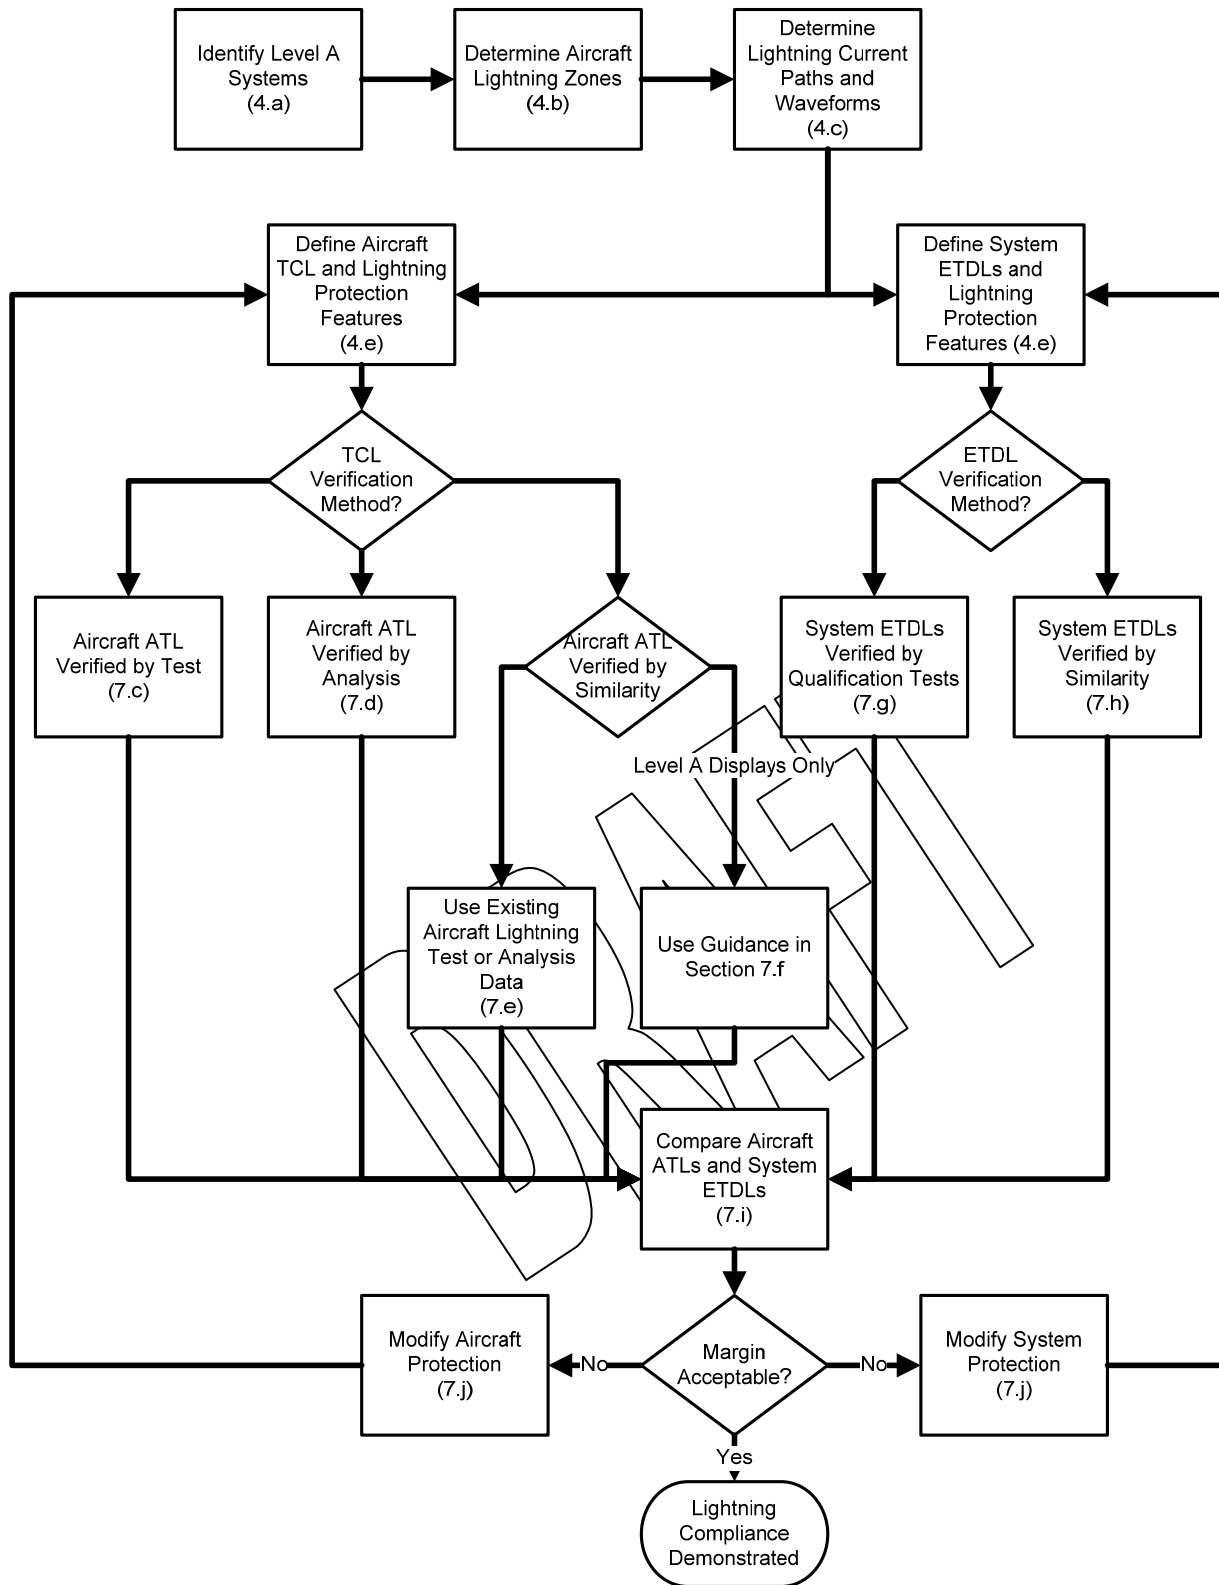 Identify Level A
Systems
(4.a)
Determine Aircraft
Lightning Zones
(4.b)
Determine
Lightning Current
Paths and
Waveforms
(4.c)
Define Aircraft
TCL and Lightning
Protection
Features
(4.e)
Define System
ETDLs and
Lightning
Protection
Features (4.e)
TCL
Verification
Method?
ETDL
Verification
Method?
Aircraft ATL
Verified by Test
(7.c)
Aircraft ATL
Verified by
Analysis
(7.d)
Aircraft ATL
Verified by
Similarity
System ETDLs
Verified by
Qualification Tests
(7.g)
System ETDLs
Verified by
Similarity
(7.h)
Level A Displays Only
Use Existing
Aircraft Lightning
Test or Analysis
Data
(7.e)
Use Guidance in
Section 7.f
Compare Aircraft
ATLs and System
ETDLs
(7.i)
Modify Aircraft
Protection
(7.j)
No
Margin
Acceptable?
No
Modify System
Protection
(7.j)
Yes
Lightning
Compliance
Demonstrated
DRAFT